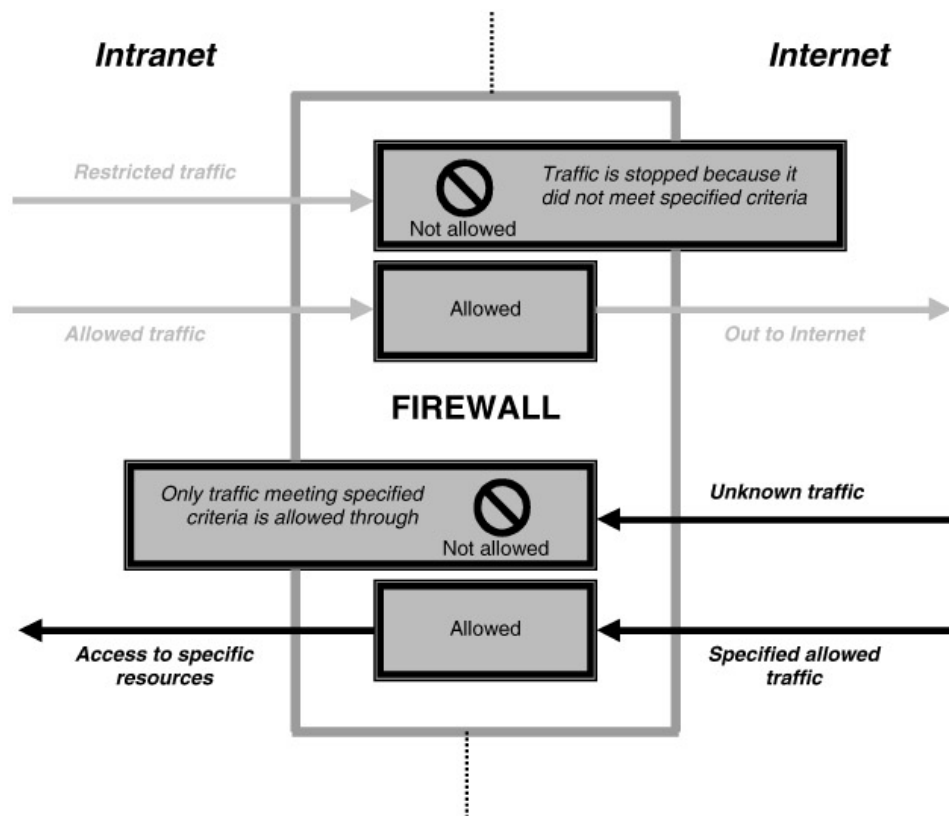 Intranet
Internet
Restricted traffic
Traffic is stopped because it
did not meet specified criteria
Not allowed
Allowed
Allowed traffic
Out to Internet
FIREWALL
Only traffic meeting specified
criteria is allowed through
Not allowed
Unknown traffic
Allowed
Access to specific
resources
Specified allowed
traffic